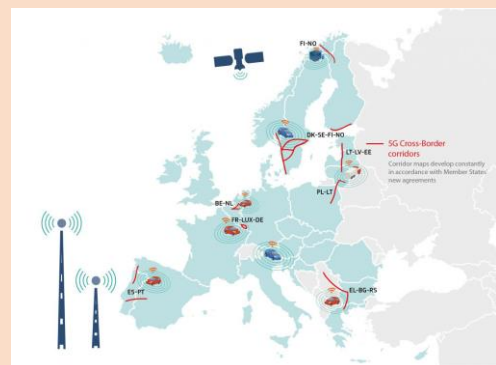 FI-NO
DK-SE-FI-NO
5G Cross-Border
corridors
Corridor maps develop constantly
in accordance with Member States'
new agreements
LT-LV-EE
PL-LT
BE-NL
FR-LUX-DE
ES-PT
EL-BG-RS